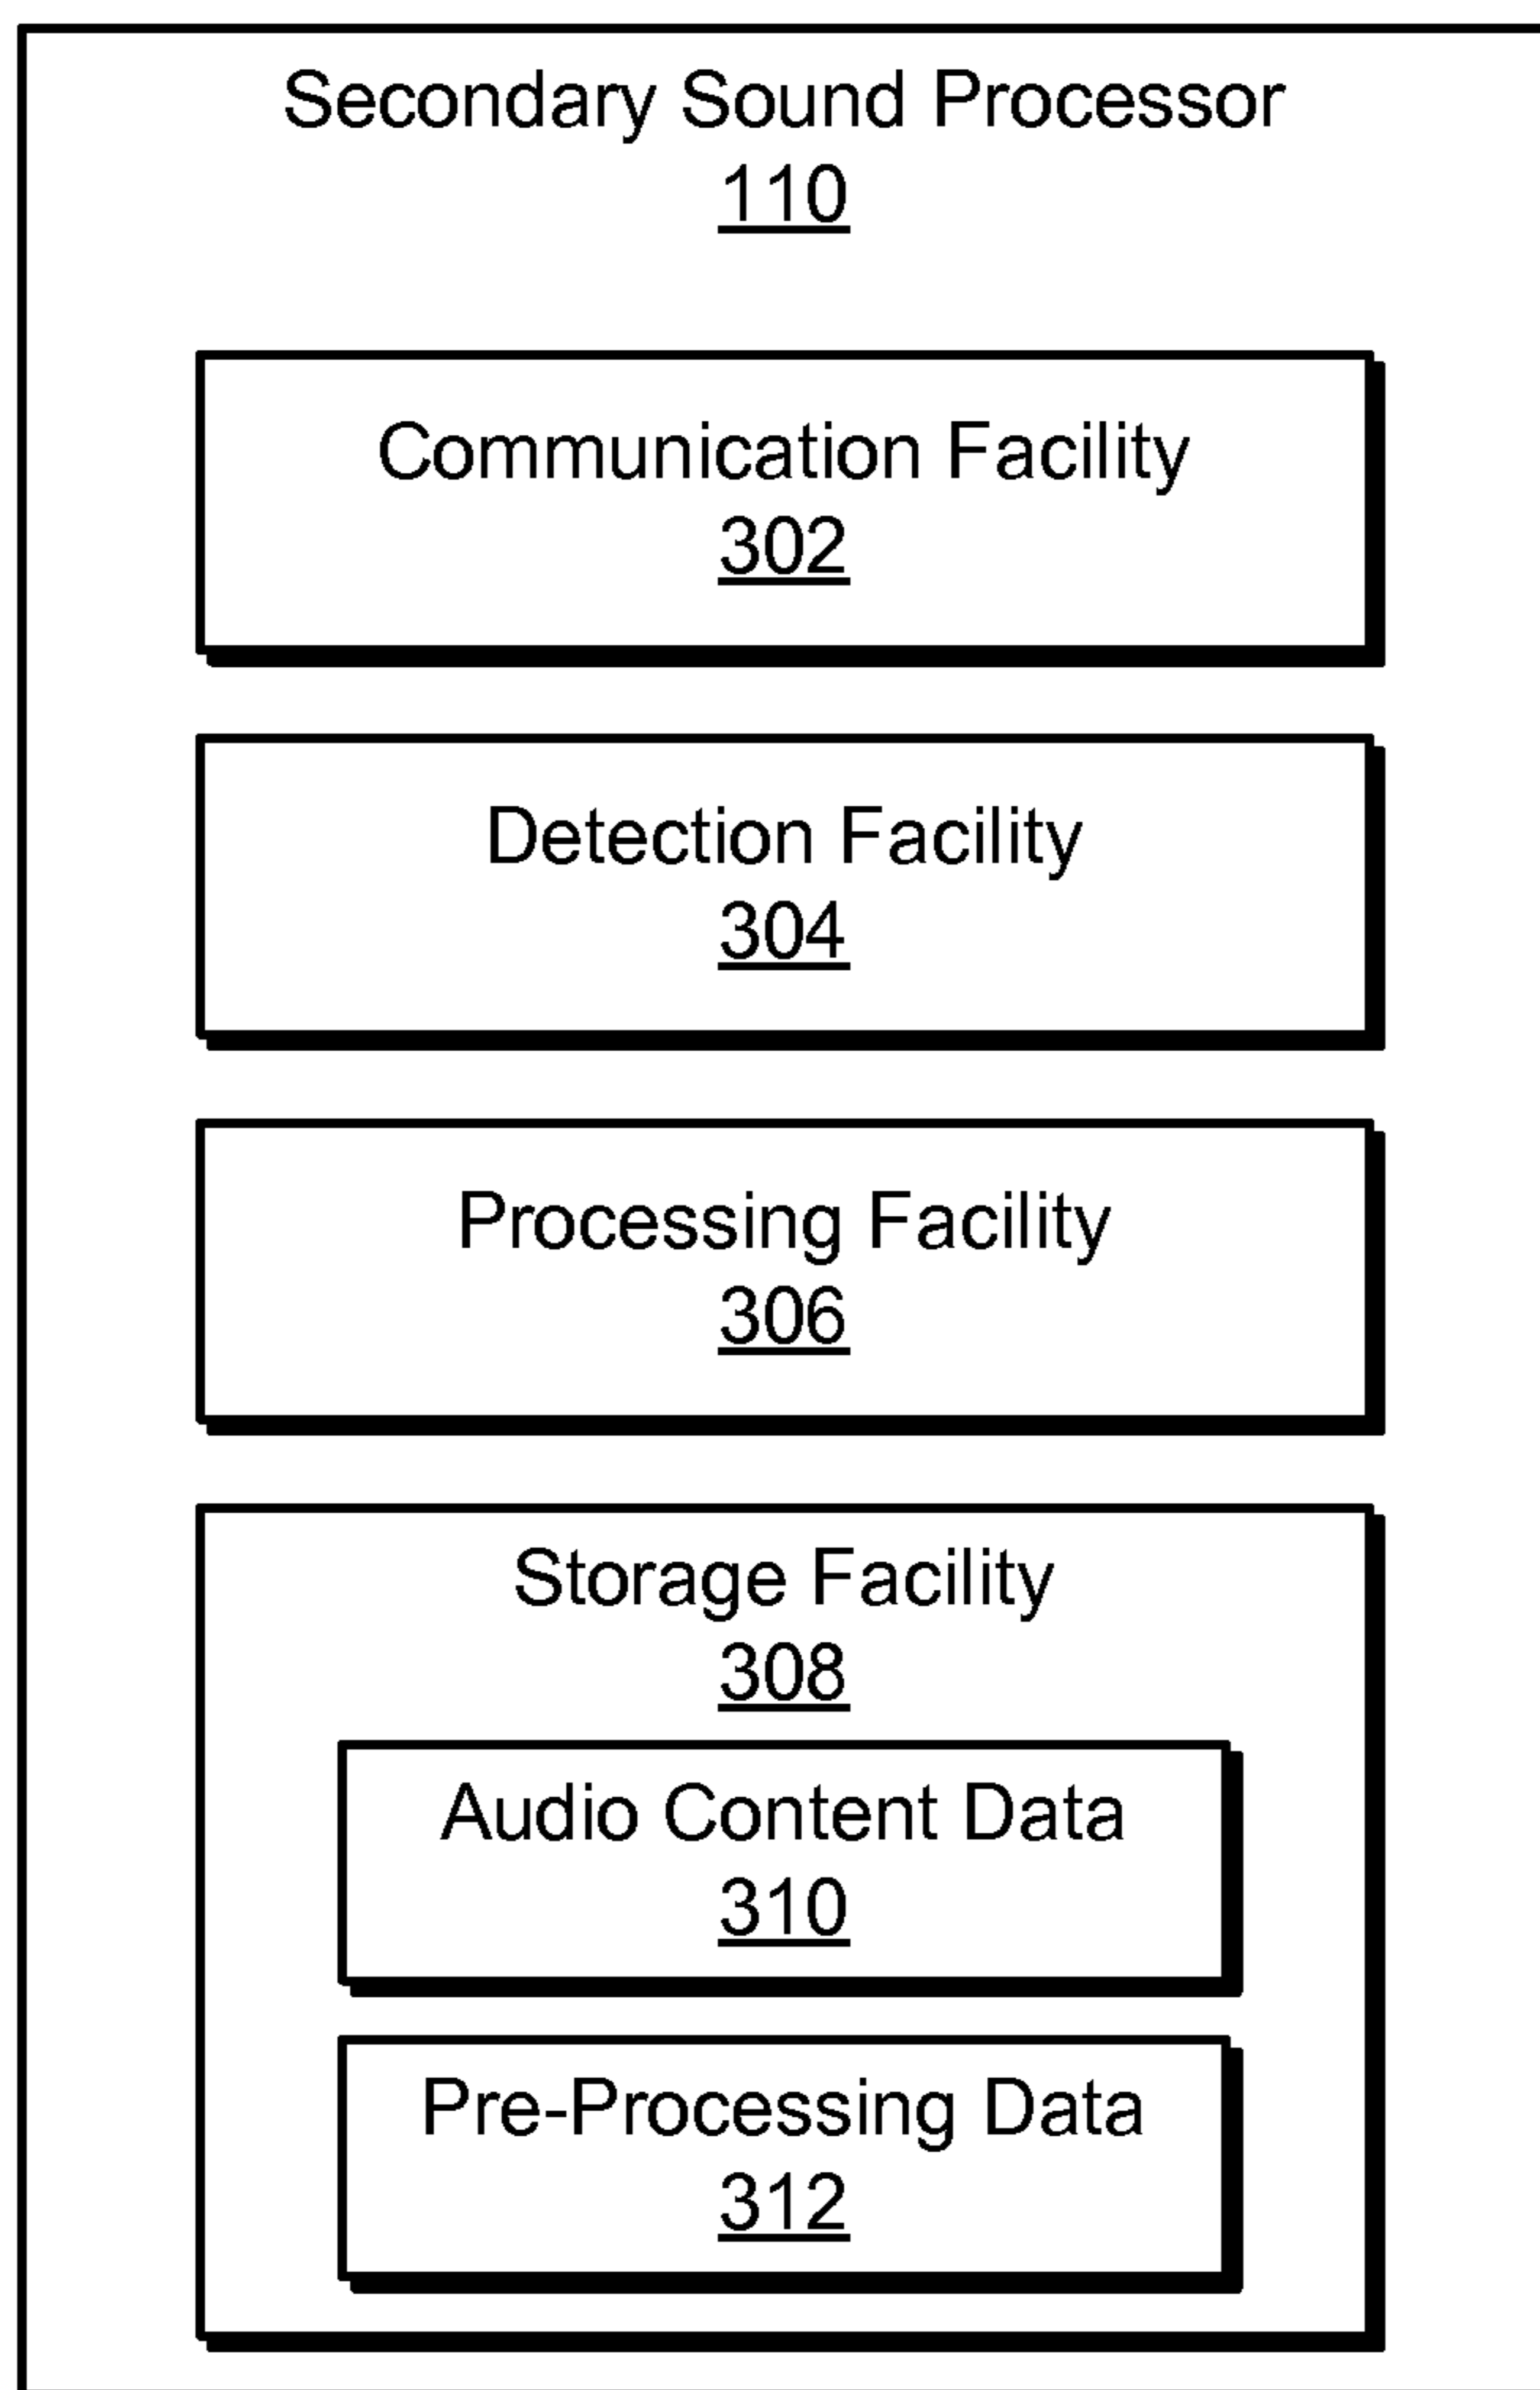 Secondary Sound Processor
110
Communication Facility
302
Detection Facility
304
Processing Facility
306
Storage Facility
308
Audio Content Data
310
Pre-Processing Data
312